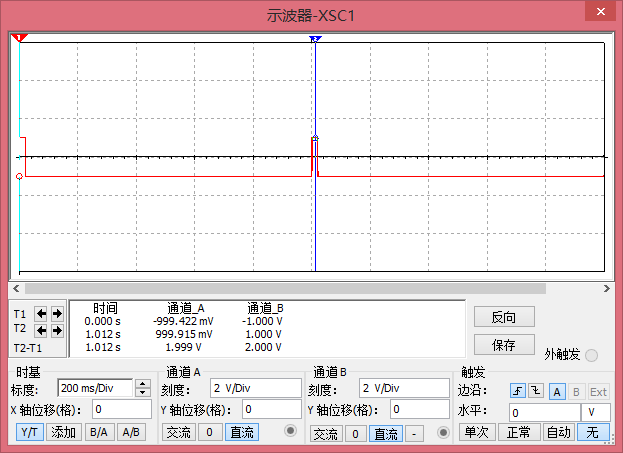 示波器-XSC1
1
2
时间 通道_A 通道_B
T1 0.000 s -999.422 mV -1.000 V
T2 1.012 s 999.915 mV 1.000 V
T2-T1 1.012 s 1.999 V 2.000 V
反向
保存
外触发
时基
标度: 200 ms/Div
X 轴位移(格): 0
Y/T 添加 B/A A/B
通道 A
刻度: 2 V/Div
Y 轴位移(格): 0
交流 0 直流
通道 B
刻度: 2 V/Div
Y 轴位移(格): 0
交流 0 直流 -
触发
边沿: A B Ext
水平: 0 V
单次 正常 自动 无